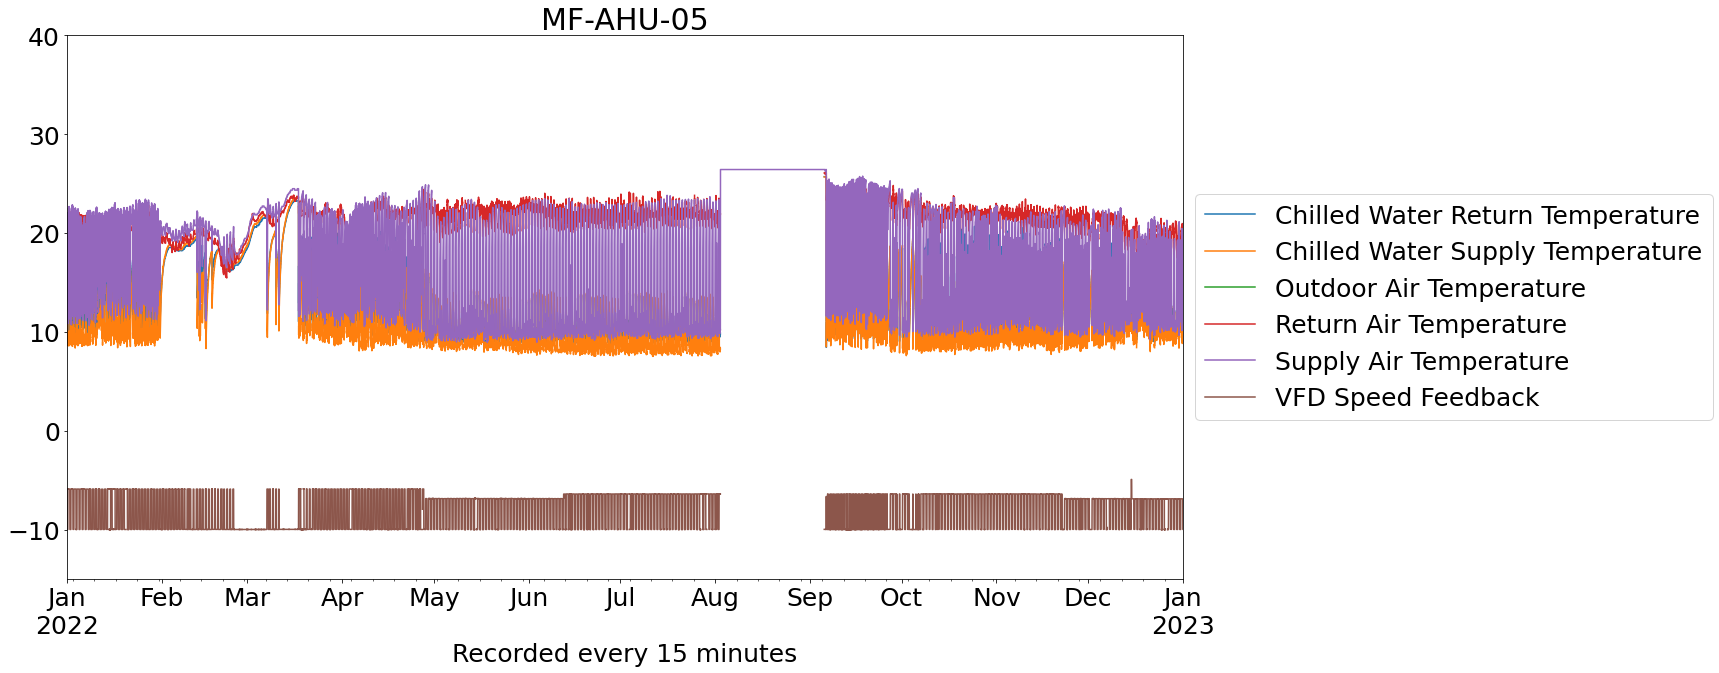 MF-AHU-05
40
30
20
10
0
−10
Jan Feb Mar Apr May Jun Jul Aug Sep Oct Nov Dec Jan
2022 2023
Recorded every 15 minutes
Chilled Water Return Temperature
Chilled Water Supply Temperature
Outdoor Air Temperature
Return Air Temperature
Supply Air Temperature
VFD Speed Feedback